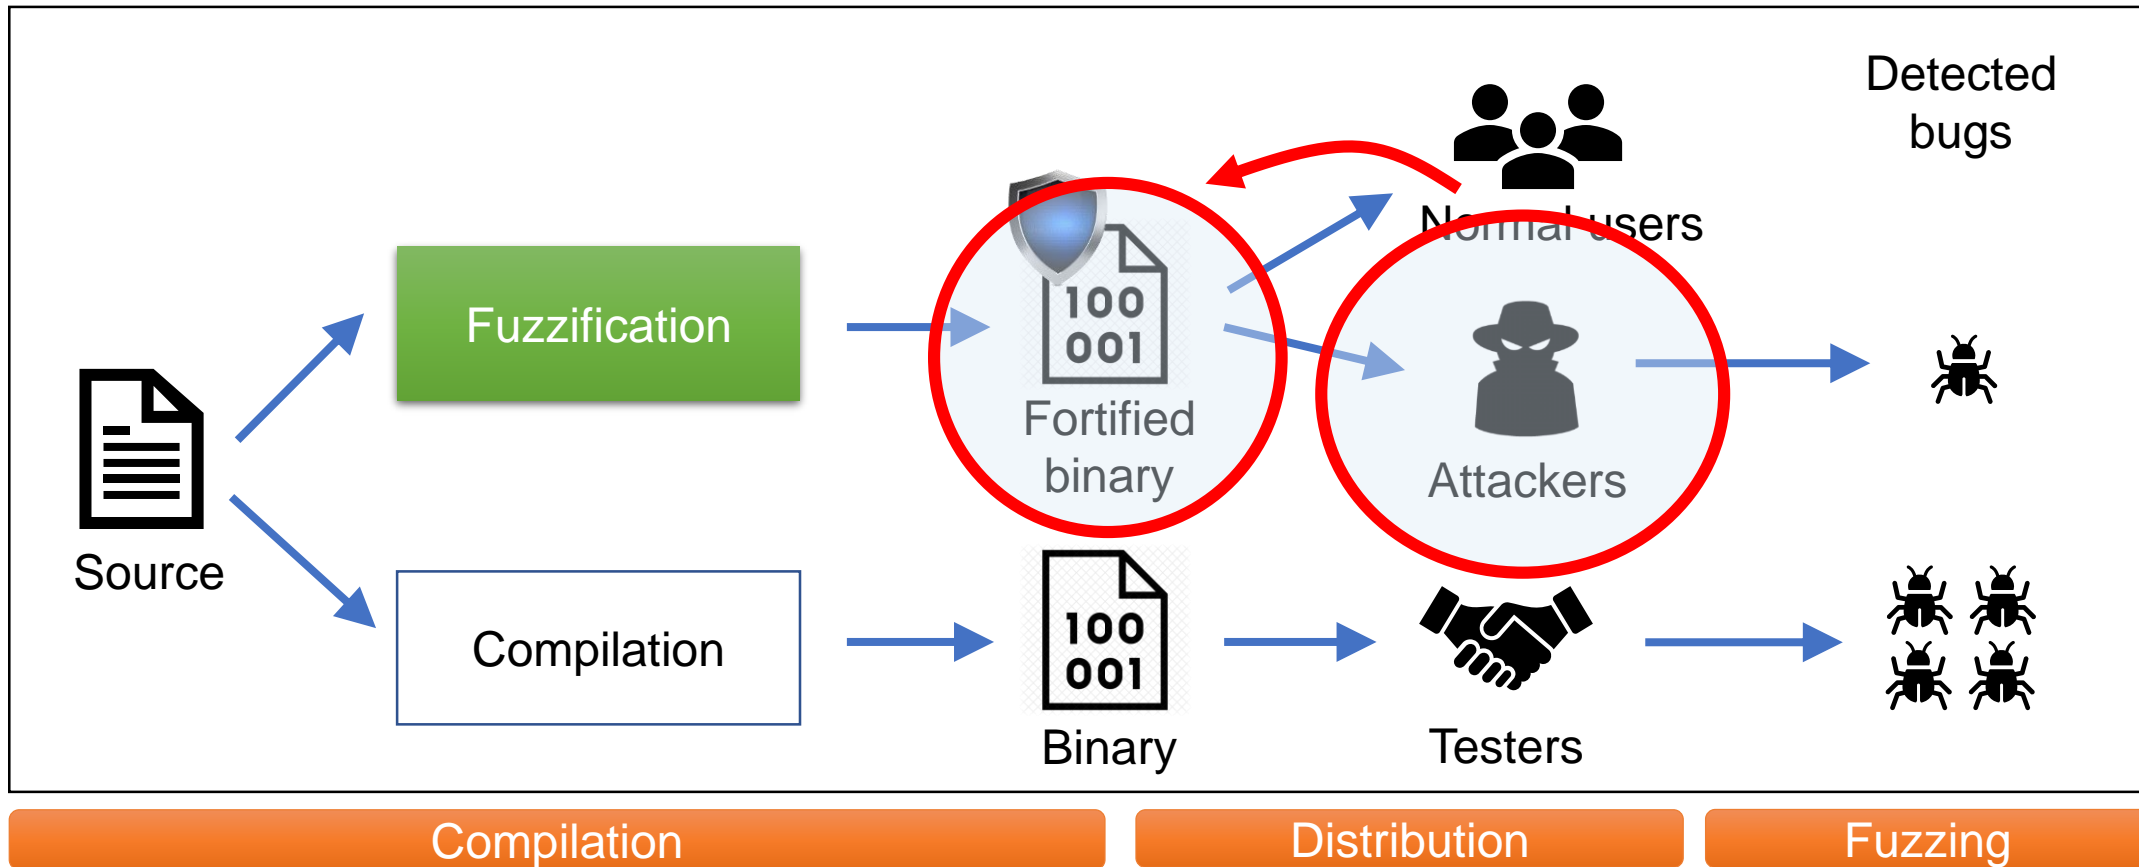 Detected
bugs
Normal users
Fuzzification
100
001
Fortified
binary
Attackers
Source
Compilation
100
001
Binary
Testers
Compilation
Distribution
Fuzzing